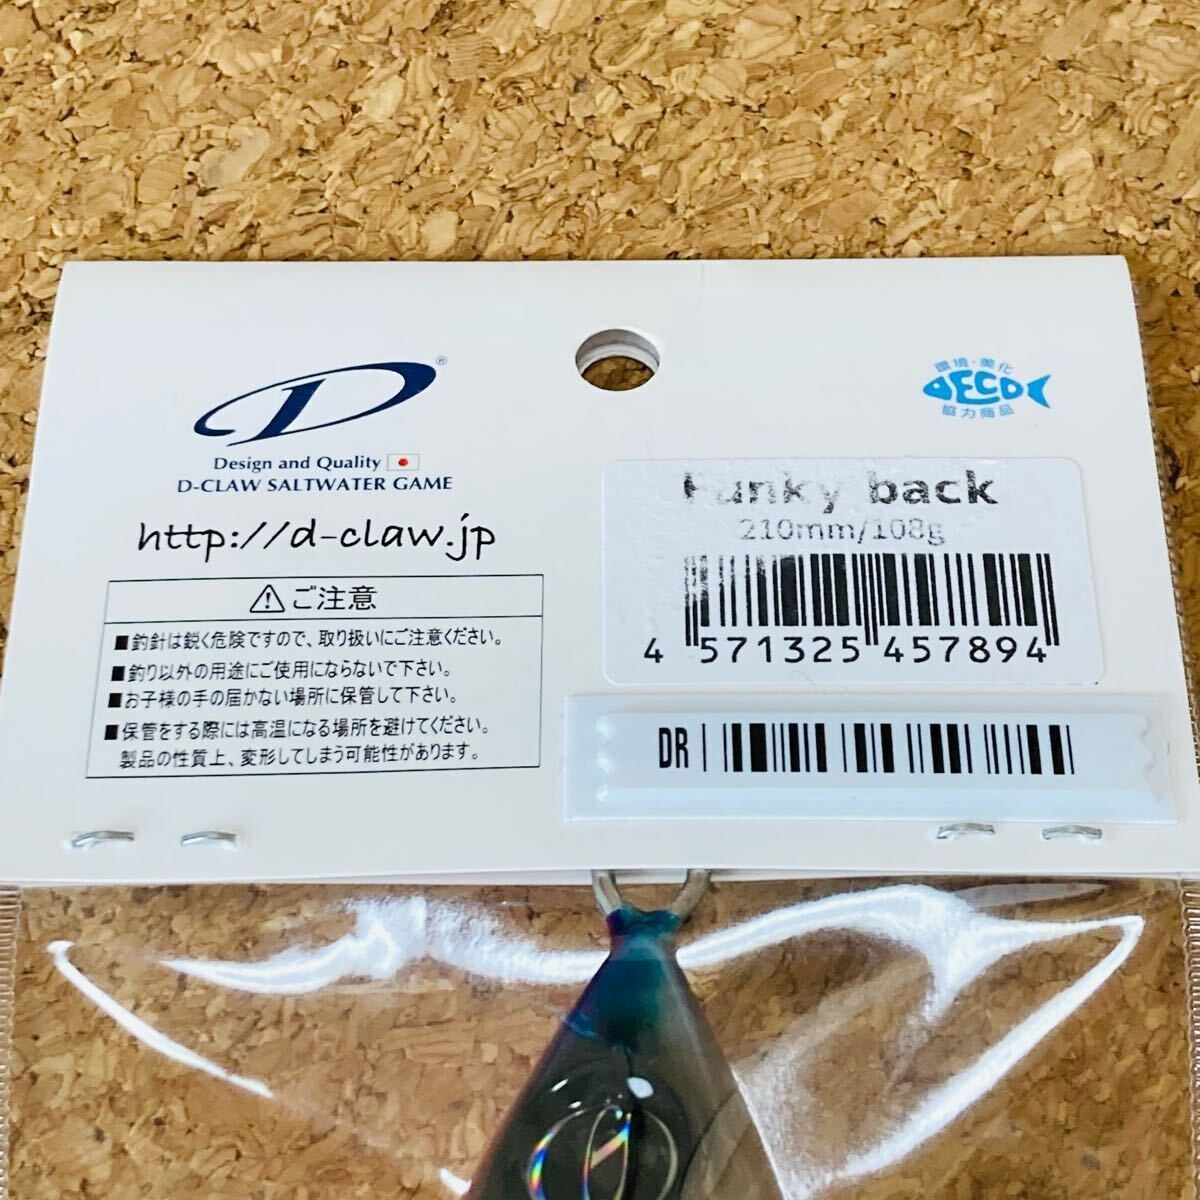 D®
Design and Quality
D-CLAW SALTWATER GAME
http://d-claw.jp
⚠ご注意
■釣針は鋭く危険ですので、取り扱いにご注意ください。
■釣り以外の用途にご使用にならないで下さい。
■お子様の手の届かない場所に保管して下さい。
■保管をする際には高温になる場所を避けてください。
製品の性質上、変形してしまう可能性があります。
環境・美化
ECO
協力商品
Funky back
210mm/108g
4 571325 457894
DR